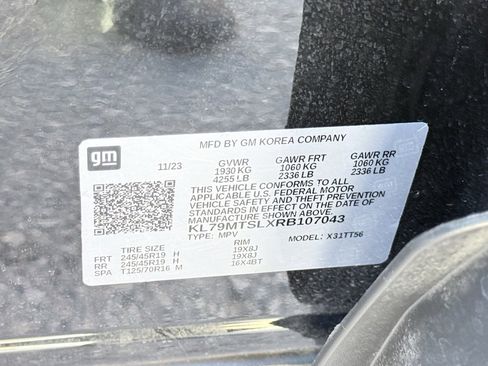 MFD BY GM KOREA COMPANY
gm
11/23 GVWR GAWR FRT GAWR RR
1930 KG 1060 KG 1060 KG
4255 LB 2336 LB 2336 LB
THIS VEHICLE CONFORMS TO ALL
APPLICABLE U.S. FEDERAL MOTOR
VEHICLE SAFETY AND THEFT PREVENTION
STANDARDS IN EFFECT ON THE DATE OF
MANUFACTURE SHOWN ABOVE.
KL79MTSLXRB107043
TYPE: MPV MODEL: X31TT56
TIRE SIZE RIM
FRT 245/45R19 H 19X8J
RR 245/45R19 H 19X8J
SPA T125/70R16 M 16X4BT